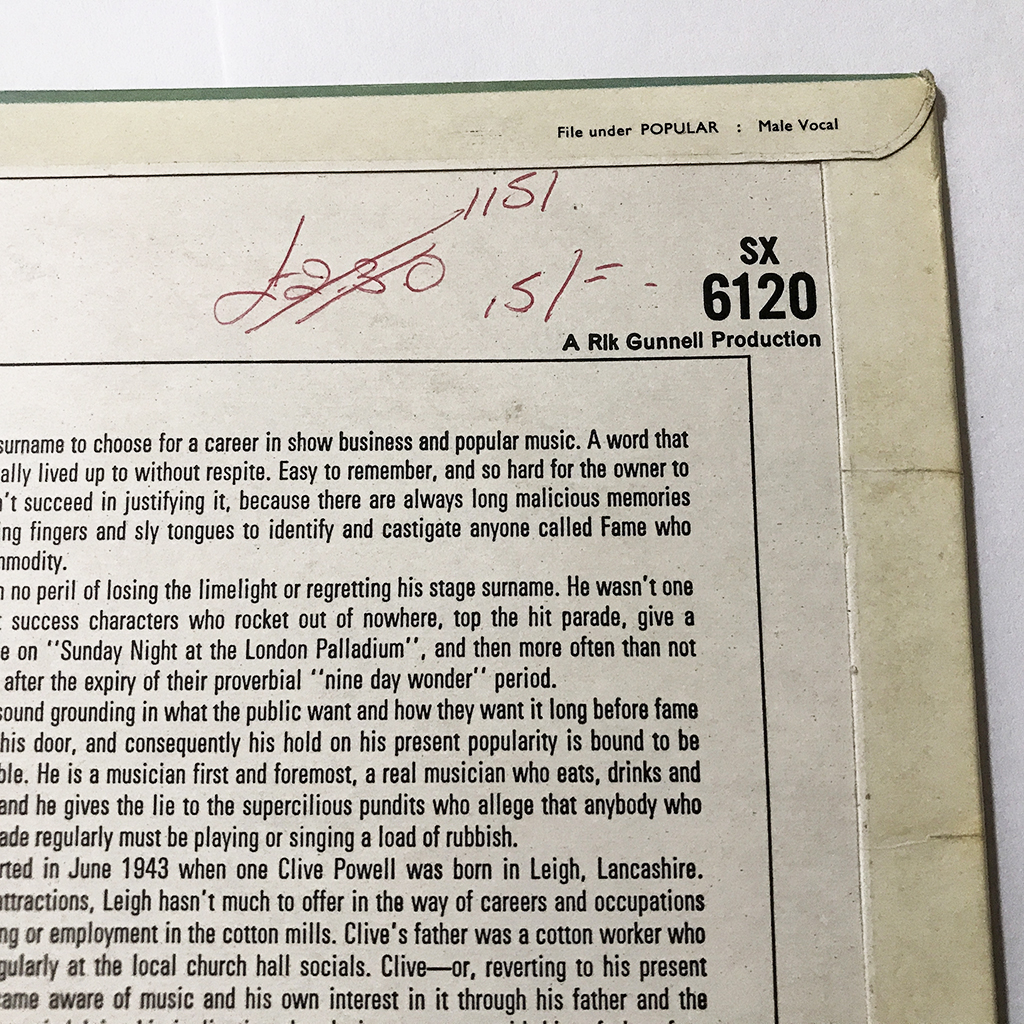 File under POPULAR : Male Vocal
1151
£230 15/=
SX
6120
A Rik Gunnell Production
surname to choose for a career in show business and popular music. A word that
ally lived up to without respite. Easy to remember, and so hard for the owner to
't succeed in justifying it, because there are always long malicious memories
ing fingers and sly tongues to identify and castigate anyone called Fame who
mmodity.
n no peril of losing the limelight or regretting his stage surname. He wasn't one
t success characters who rocket out of nowhere, top the hit parade, give a
e on "Sunday Night at the London Palladium", and then more often than not
after the expiry of their proverbial "nine day wonder" period.
sound grounding in what the public want and how they want it long before fame
his door, and consequently his hold on his present popularity is bound to be
ble. He is a musician first and foremost, a real musician who eats, drinks and
and he gives the lie to the supercilious pundits who allege that anybody who
ade regularly must be playing or singing a load of rubbish.
rted in June 1943 when one Clive Powell was born in Leigh, Lancashire.
attractions, Leigh hasn't much to offer in the way of careers and occupations
ng or employment in the cotton mills. Clive's father was a cotton worker who
gularly at the local church hall socials. Clive—or, reverting to his present
ame aware of music and his own interest in it through his father and the